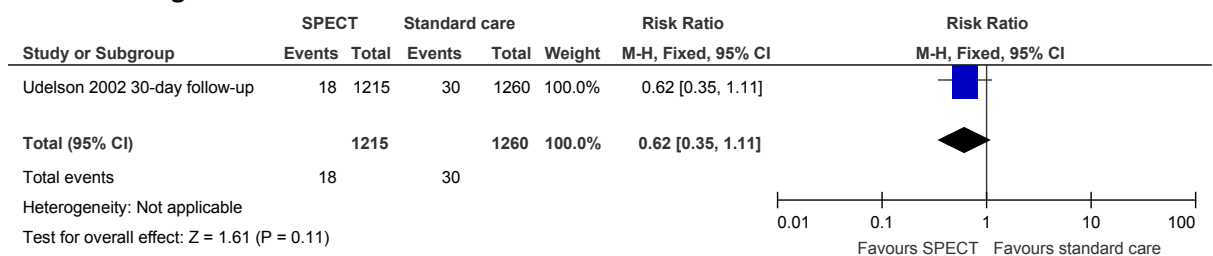 SPECT Standard care Risk Ratio Risk Ratio
Study or Subgroup Events Total Events Total Weight M-H, Fixed, 95% CI M-H, Fixed, 95% CI
Udelson 2002 30-day follow-up 18 1215 30 1260 100.0% 0.62 [0.35, 1.11]
Total (95% CI) 1215 1260 100.0% 0.62 [0.35, 1.11]
Total events 18 30
Heterogeneity: Not applicable
Test for overall effect: Z = 1.61 (P = 0.11)
0.01 0.1 1 10 100
Favours SPECT Favours standard care